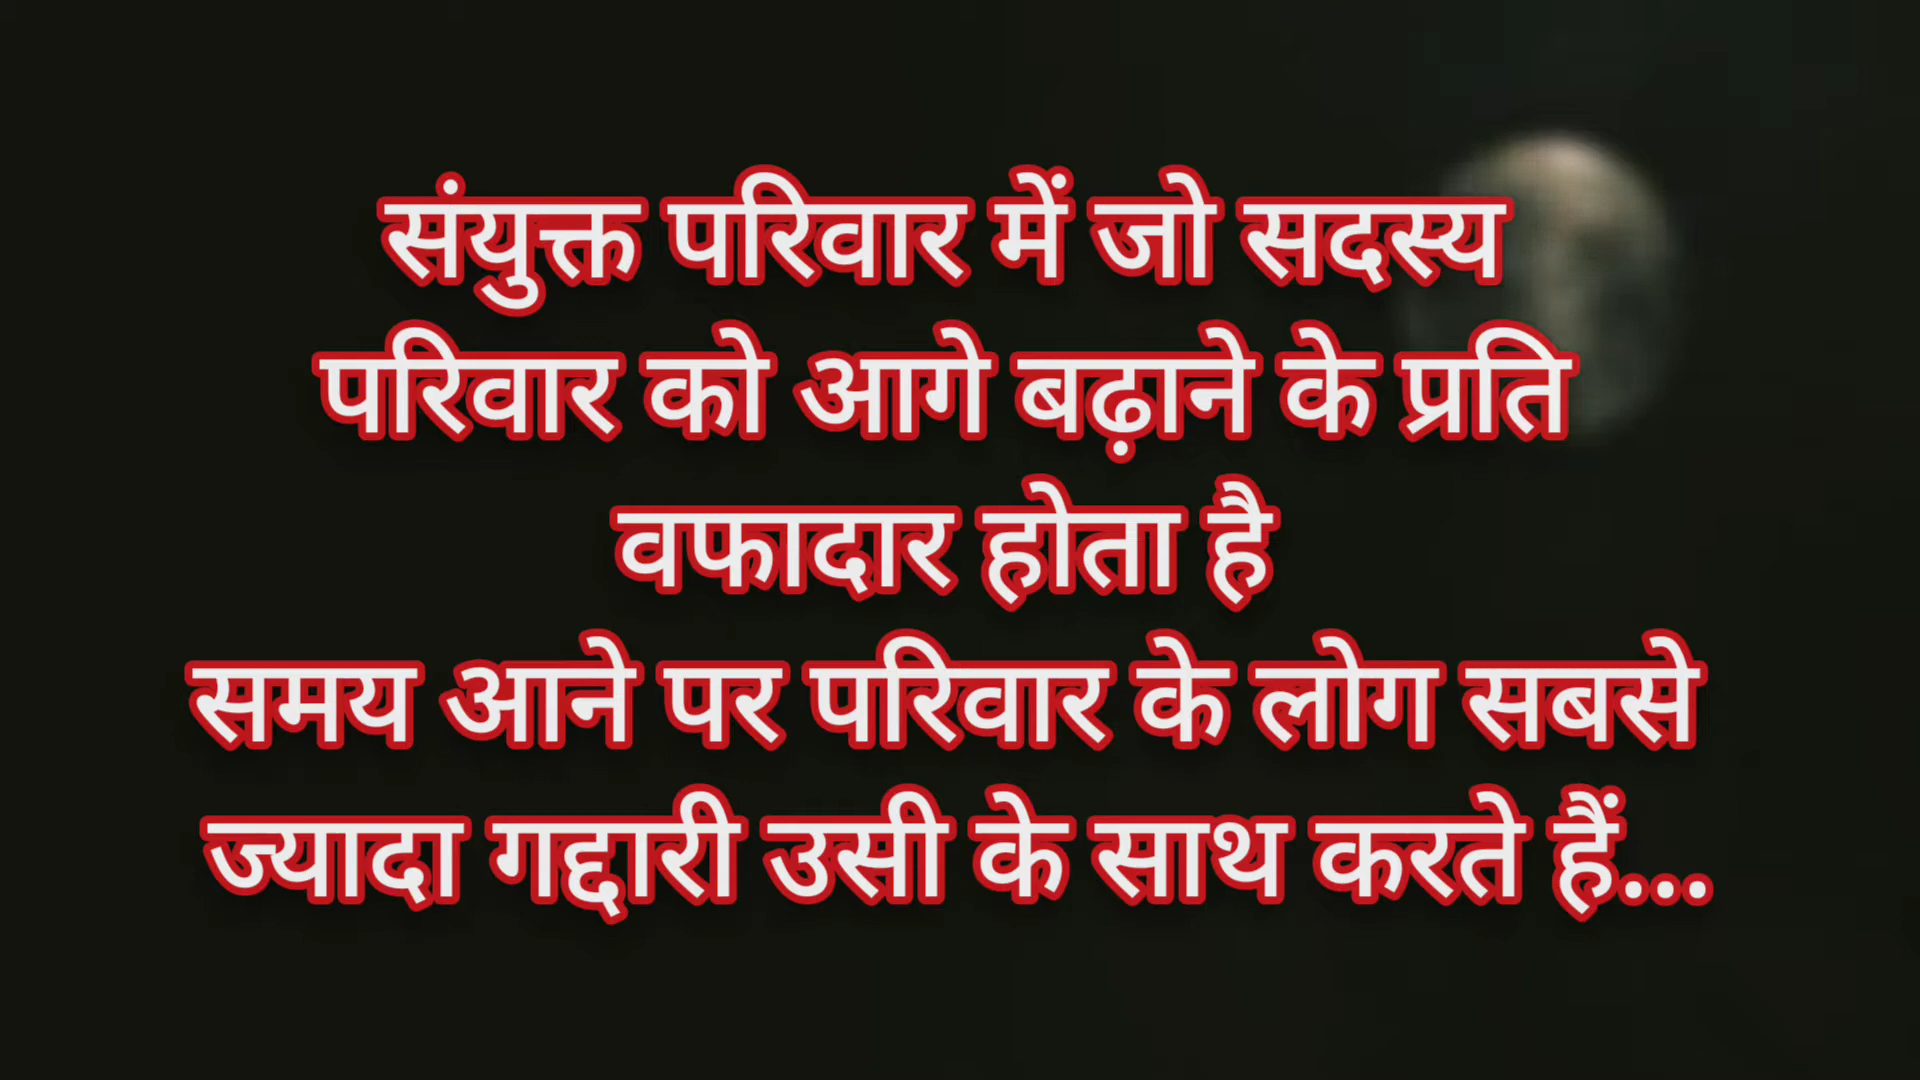 संयुक्त परिवार में जो सदस्य
परिवार को आगे बढ़ाने के प्रति
वफादार होता है
समय आने पर परिवार के लोग सबसे
ज्यादा गद्दारी उसी के साथ करते हैं...